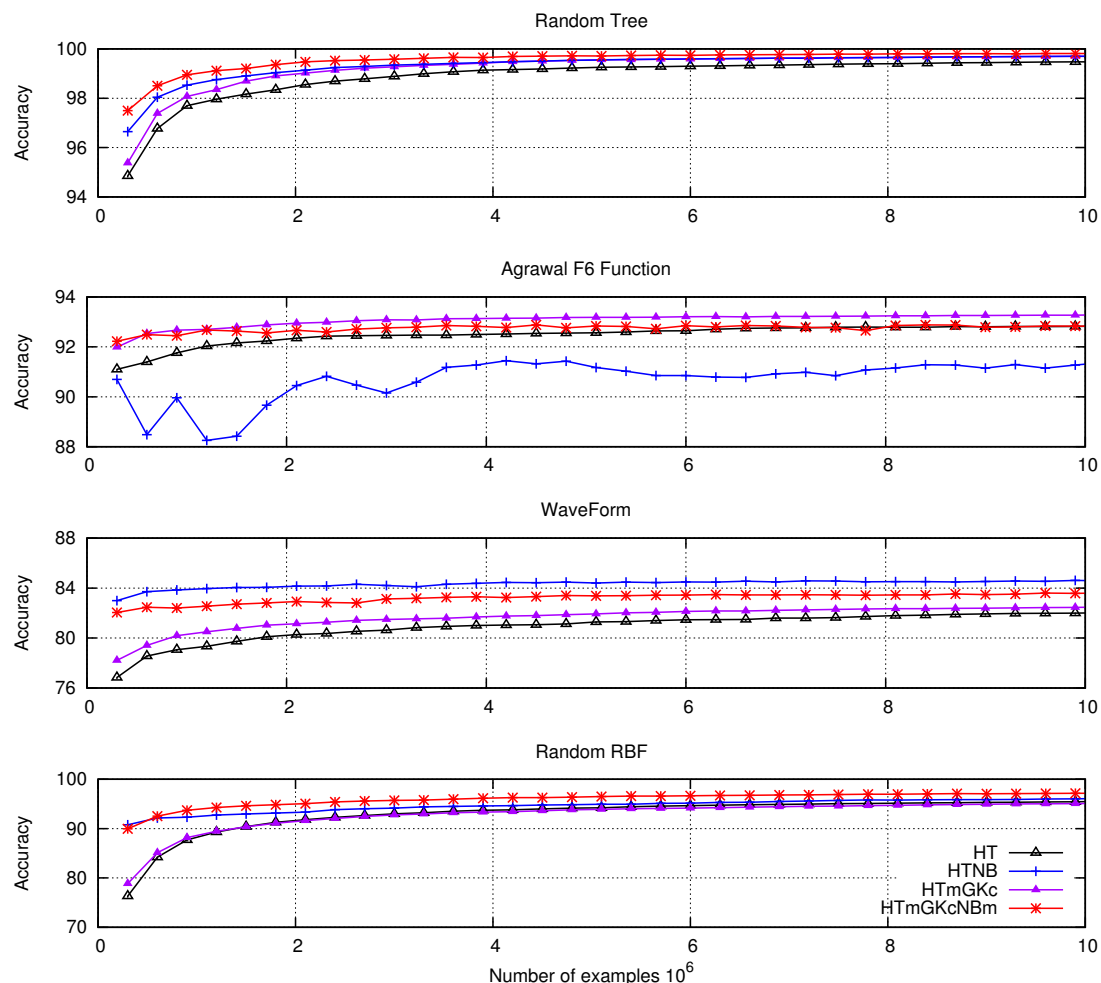 Random Tree
Accuracy
100
98
96
94
0 2 4 6 8 10
Agrawal F6 Function
Accuracy
94
92
90
88
0 2 4 6 8 10
WaveForm
Accuracy
88
84
80
76
0 2 4 6 8 10
Random RBF
Accuracy
100
90
80
70
HT
HTNB
HTmGKc
HTmGKcNBm
0 2 4 6 8 10
Number of examples 10^6